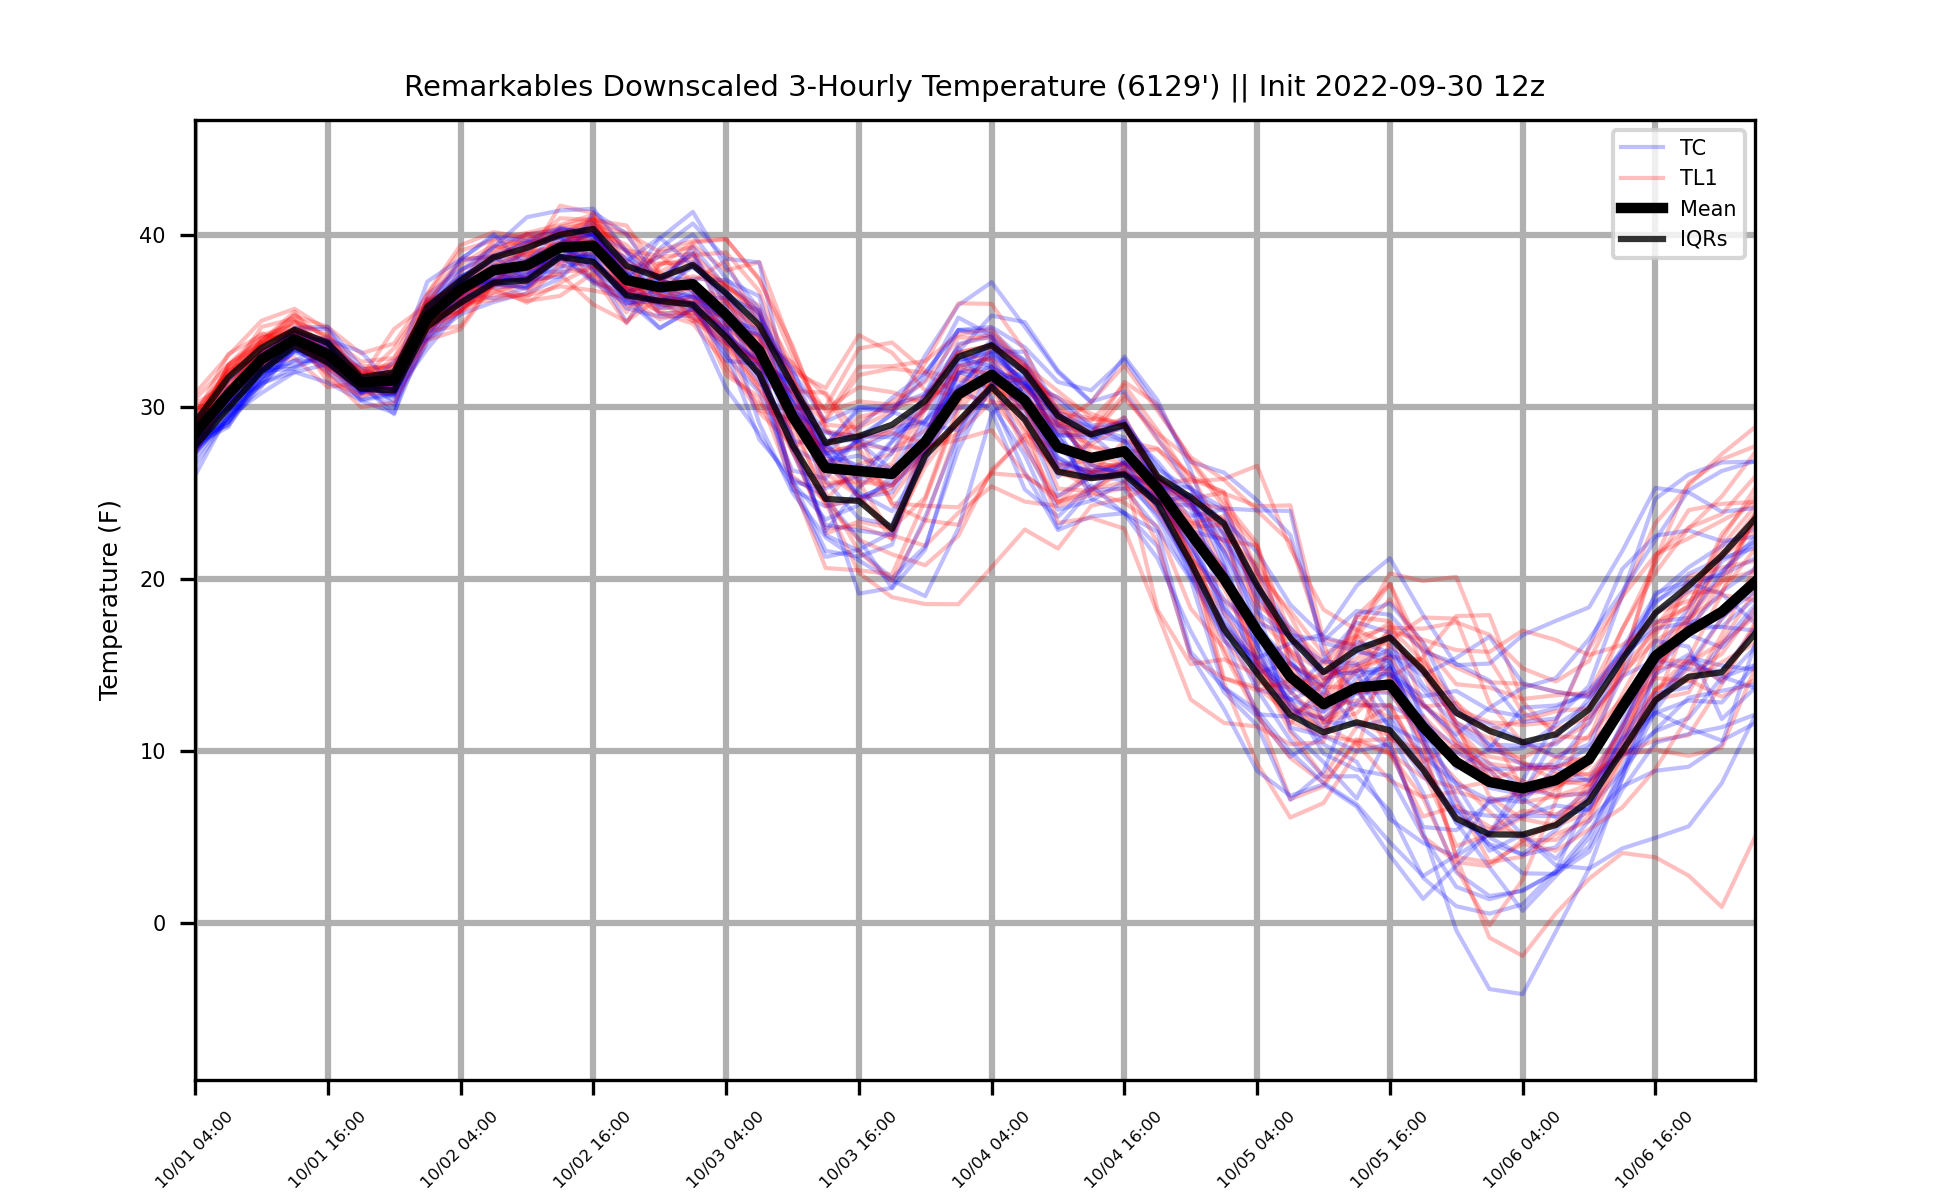 Remarkables Downscaled 3-Hourly Temperature (6129') || Init 2022-09-30 12z
TC
TL1
Mean
IQRs
Temperature (F)
40
30
20
10
0
10/01 04:00
10/01 16:00
10/02 04:00
10/02 16:00
10/03 04:00
10/03 16:00
10/04 04:00
10/04 16:00
10/05 04:00
10/05 16:00
10/06 04:00
10/06 16:00